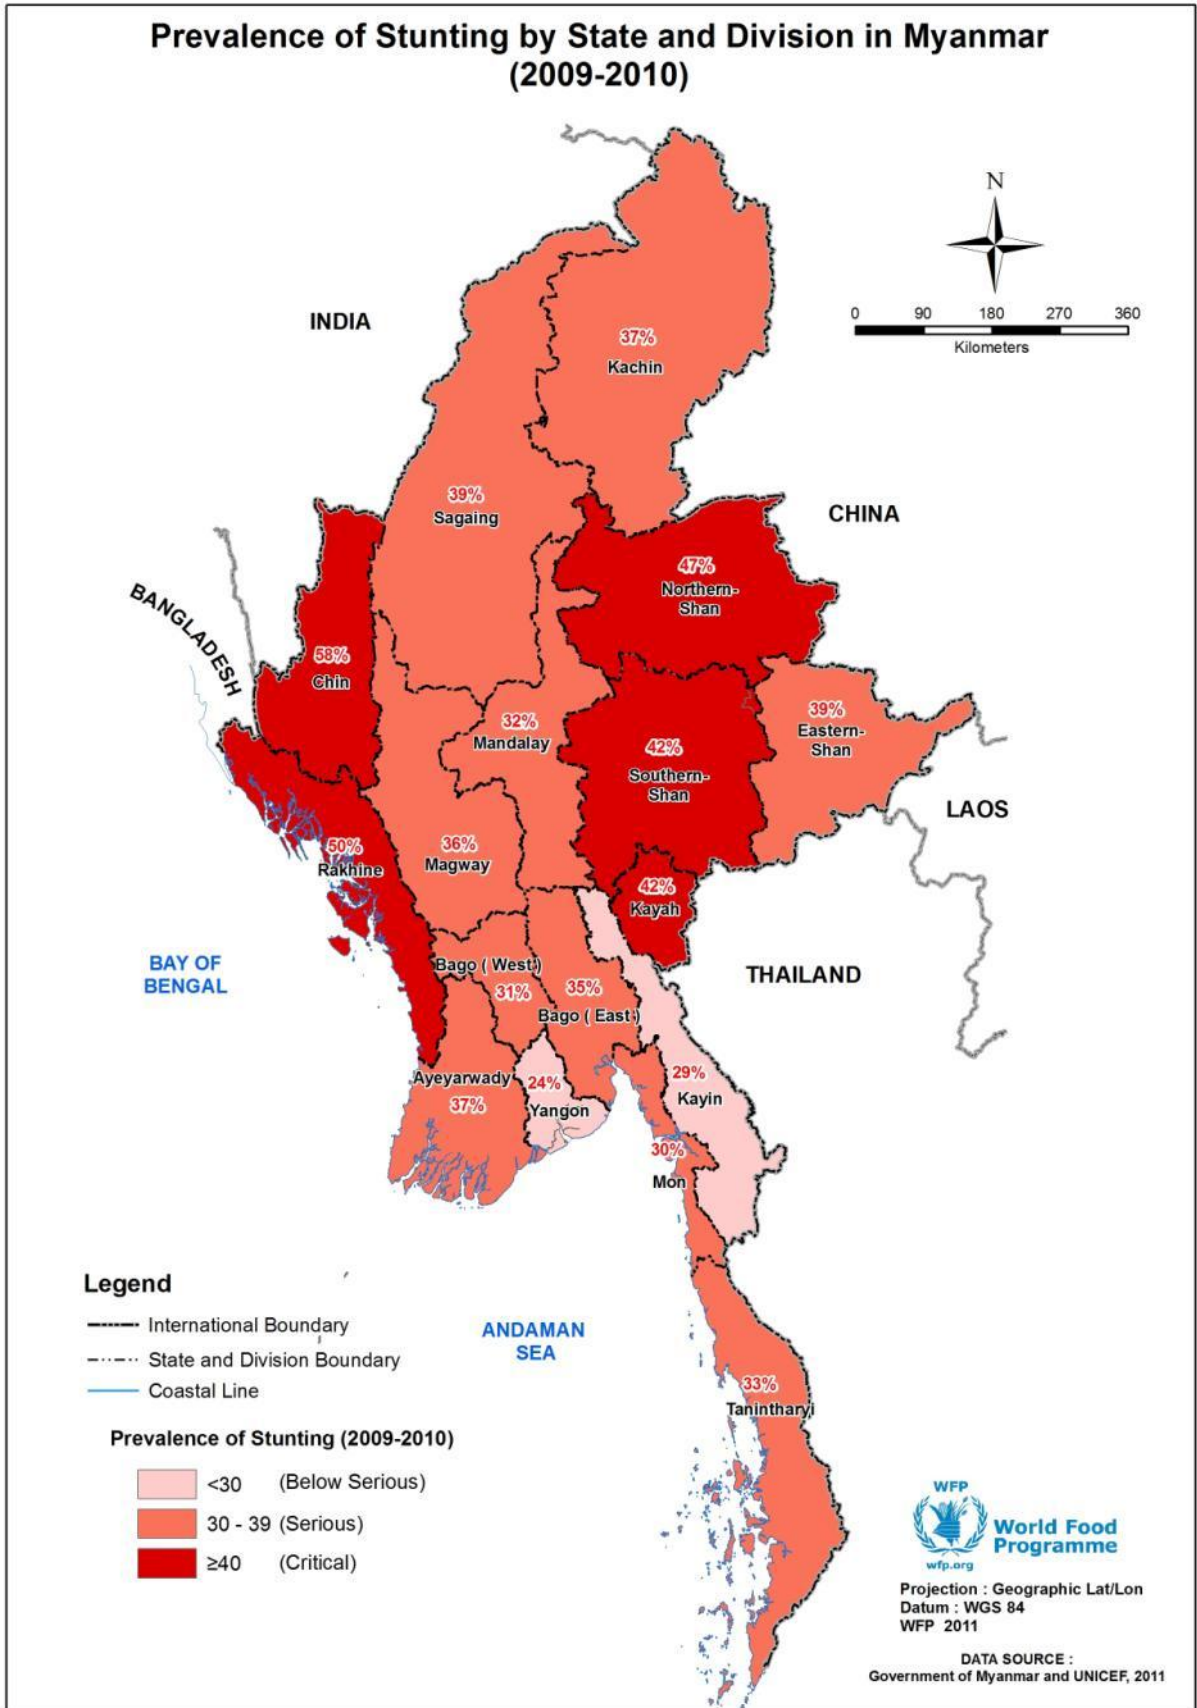 Prevalence of Stunting by State and Division in Myanmar
(2009-2010)
N
0 90 180 270 360
Kilometers
INDIA
37%
Kachin
39%
Sagaing
CHINA
47%
Northern-
Shan
BANGLADESH
58%
Chin
32%
Mandalay
39%
Eastern-
Shan
42%
Southern-
Shan
LAOS
50%
Rakhine
36%
Magway
42%
Kayah
BAY OF
BENGAL
Bago ( West )
31%
35%
Bago ( East )
THAILAND
Ayeyarwady
37%
24%
Yangon
29%
Kayin
30%
Mon
Legend
International Boundary
State and Division Boundary
Coastal Line
ANDAMAN
SEA
33%
Tanintharyi
Prevalence of Stunting (2009-2010)
<30 (Below Serious)
30 - 39 (Serious)
≥40 (Critical)
WFP
World Food
Programme
wfp.org
Projection : Geographic Lat/Lon
Datum : WGS 84
WFP 2011
DATA SOURCE :
Government of Myanmar and UNICEF, 2011